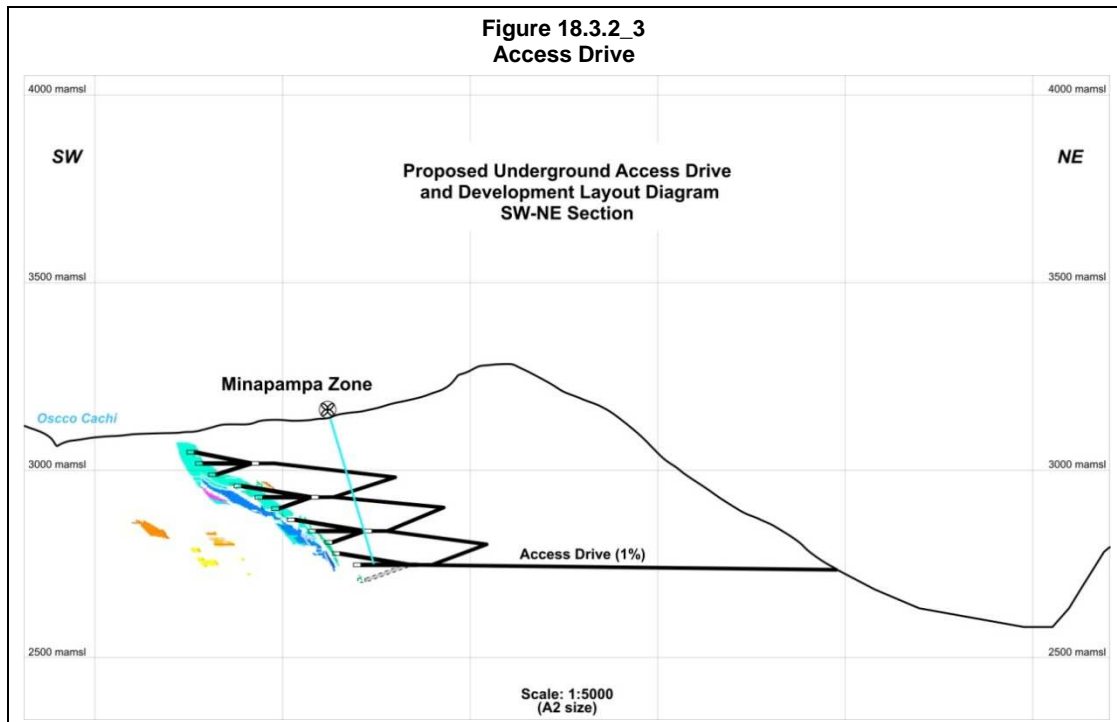 Figure 18.3.2_3
Access Drive
4000 mamsl
4000 mamsl
SW
NE
Proposed Underground Access Drive
and Development Layout Diagram
SW-NE Section
3500 mamsl
3500 mamsl
Minapampa Zone
Oscco Cachi
3000 mamsl
3000 mamsl
Access Drive (1%)
2500 mamsl
2500 mamsl
Scale: 1:5000
(A2 size)